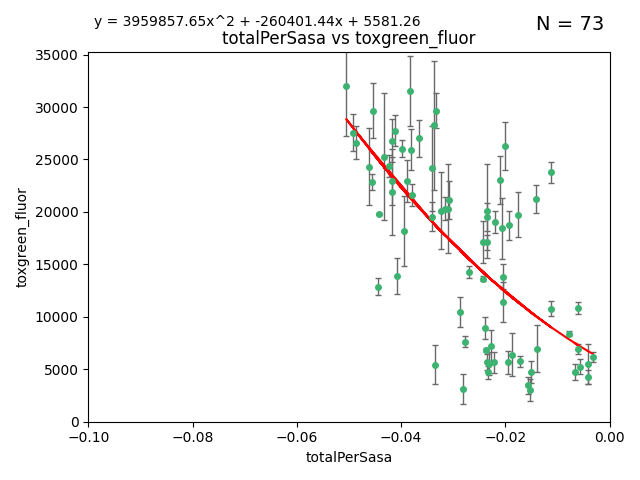 y = 3959857.65x^2 + -260401.44x + 5581.26
N = 73
totalPerSasa vs toxgreen_fluor
35000
30000
25000
20000
15000
10000
5000
0
toxgreen_fluor
−0.10
−0.08
−0.06
−0.04
−0.02
0.00
totalPerSasa